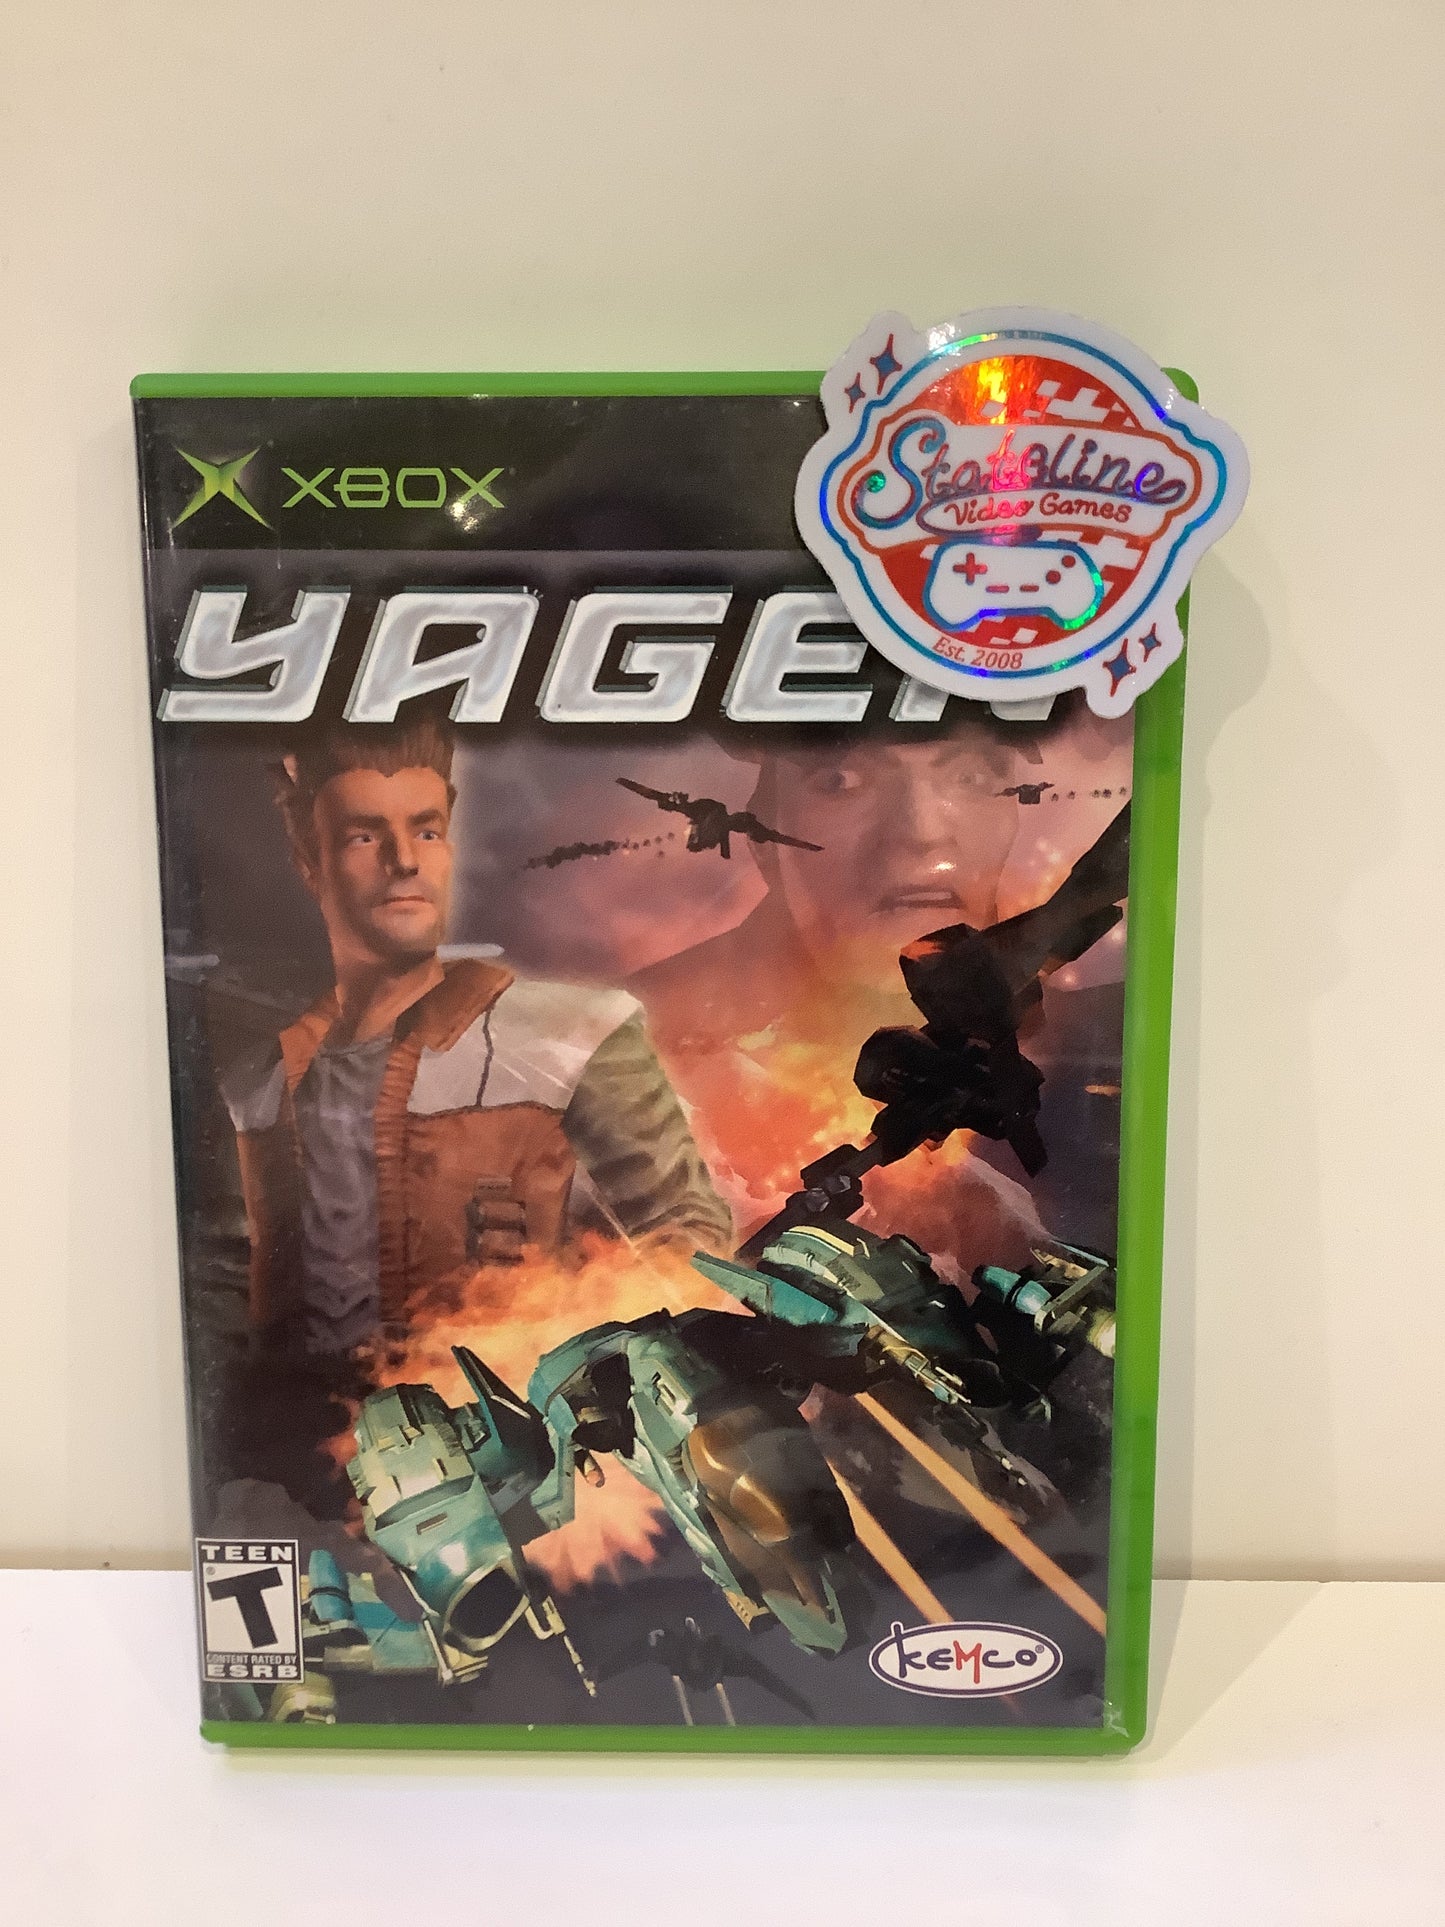 XBOX
Stateline
Video Games
Est. 2008
YAGER
TEEN
T
CONTENT RATED BY
ESRB
KEMCO